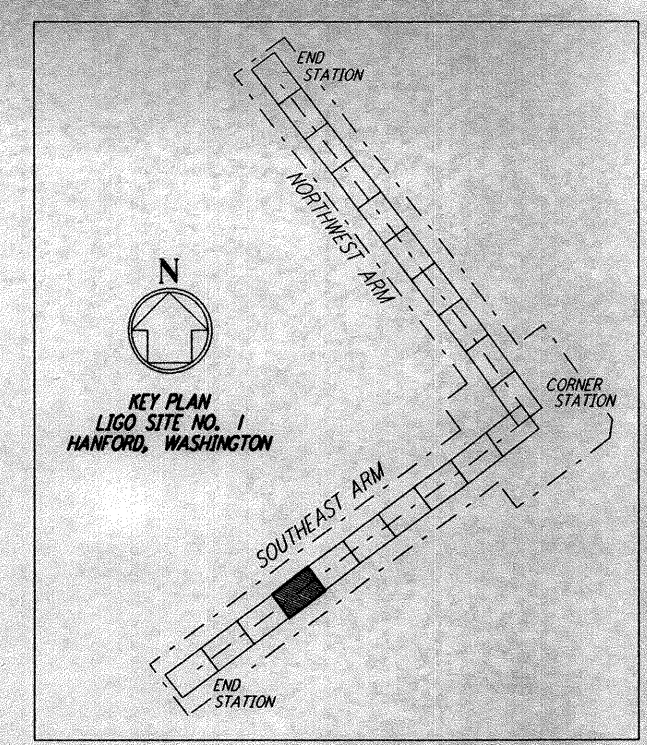 END
STATION
NORTHWEST ARM
N
KEY PLAN
LIGO SITE NO. 1
HANFORD, WASHINGTON
CORNER
STATION
SOUTHEAST ARM
END
STATION